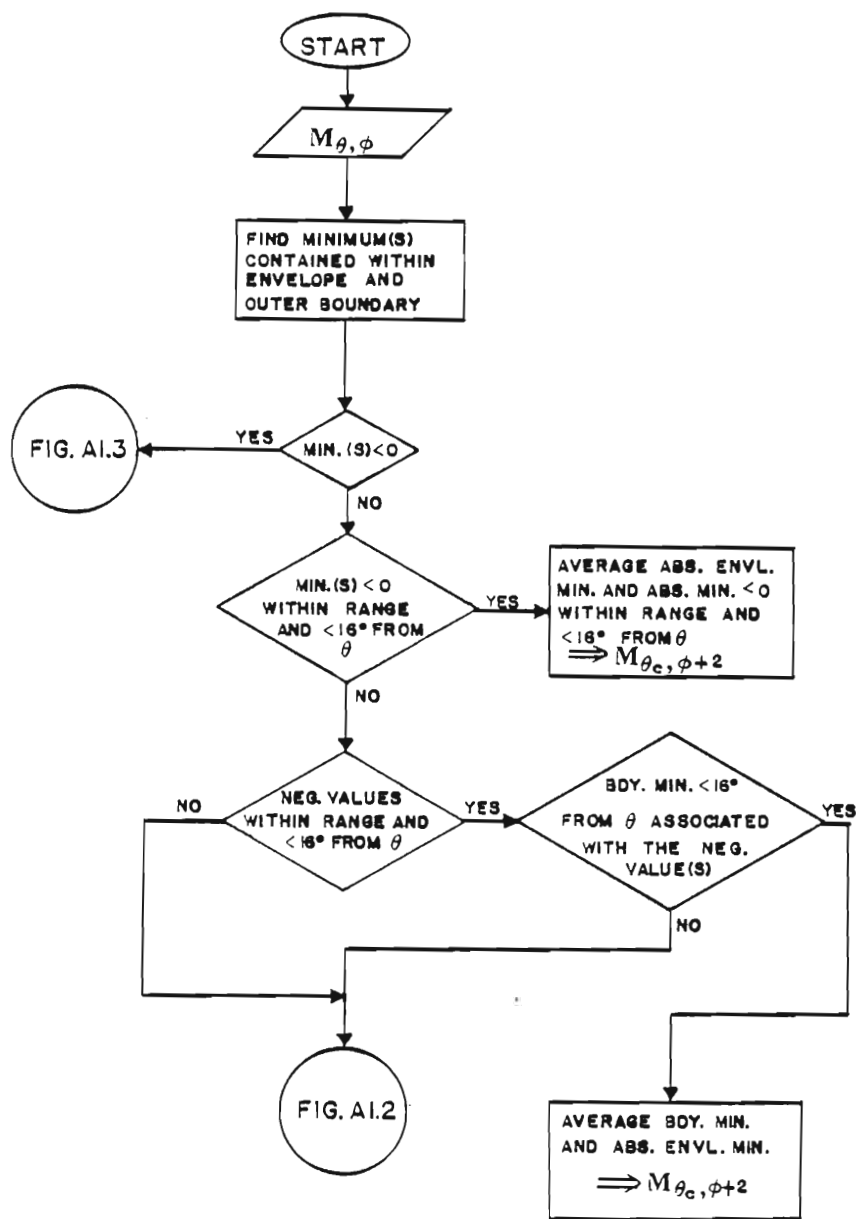 START
M θ, φ
FIND MINIMUM(S)
CONTAINED WITHIN
ENVELOPE AND
OUTER BOUNDARY
YES
FIG. A1.3
MIN. (S)<0
NO
MIN.(S) <0
WITHIN RANGE
AND <16° FROM
θ
YES
AVERAGE ABS. ENVL.
MIN. AND ABS. MIN. <0
WITHIN RANGE AND
<16° FROM θ
⟹ M θc, φ+2
NO
NO
NEG. VALUES
WITHIN RANGE AND
<16° FROM θ
YES
BDY. MIN. <16°
FROM θ ASSOCIATED
WITH THE NEG.
VALUE(S)
YES
NO
FIG. A1.2
AVERAGE BDY. MIN.
AND ABS. ENVL. MIN.
⟹ M θc, φ+2